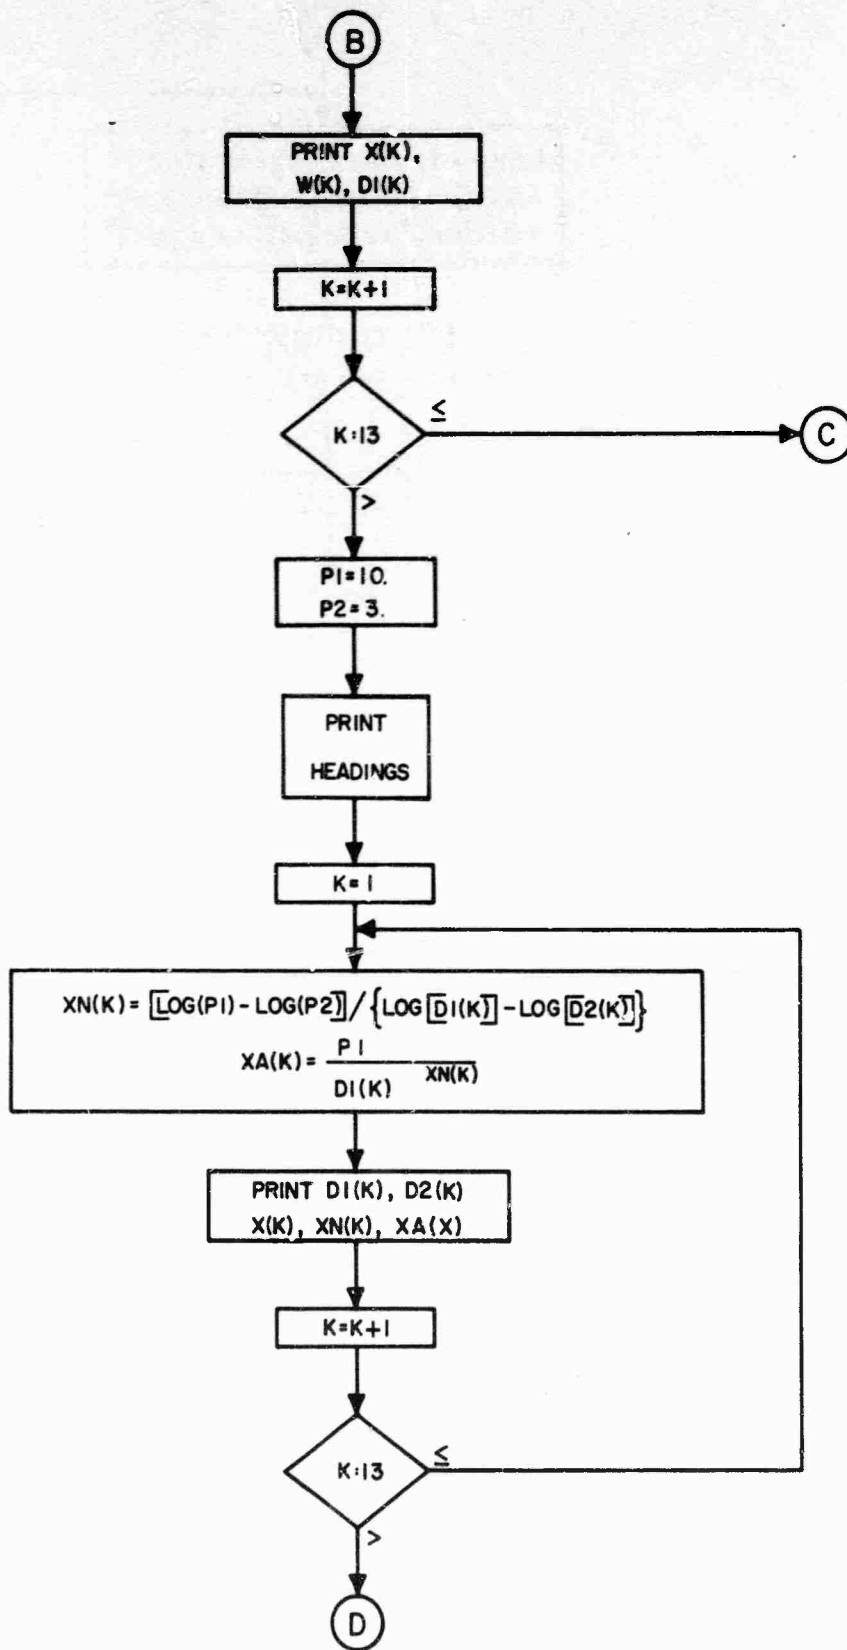 B
PRINT X(K),
W(K), D1(K)
K=K+1
K:13
≤
C
>
P1=10.
P2=3.
PRINT
HEADINGS
K=1
XN(K)=[LOG(P1)-LOG(P2)]/{LOG[D1(K)]-LOG[D2(K)]}
XA(K)= P1
D1(K) XN(K)
PRINT D1(K), D2(K)
X(K), XN(K), XA(X)
K=K+1
K:13
≤
>
D